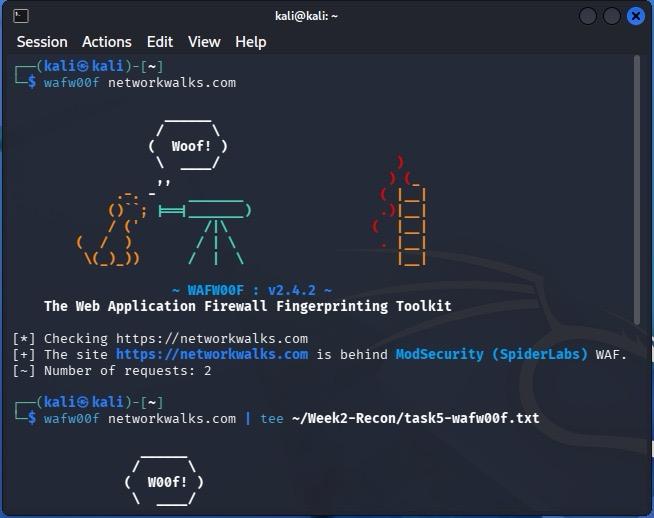 kali@kali: ~
Session Actions Edit View Help
┌──(kali㉿kali)-[~]
└─$ wafw00f networkwalks.com
Woof!
~ WAFW00F : v2.4.2 ~
The Web Application Firewall Fingerprinting Toolkit
[*] Checking https://networkwalks.com
[+] The site https://networkwalks.com is behind ModSecurity (SpiderLabs) WAF.
[~] Number of requests: 2
┌──(kali㉿kali)-[~]
└─$ wafw00f networkwalks.com | tee ~/Week2-Recon/task5-wafw00f.txt
W00f!